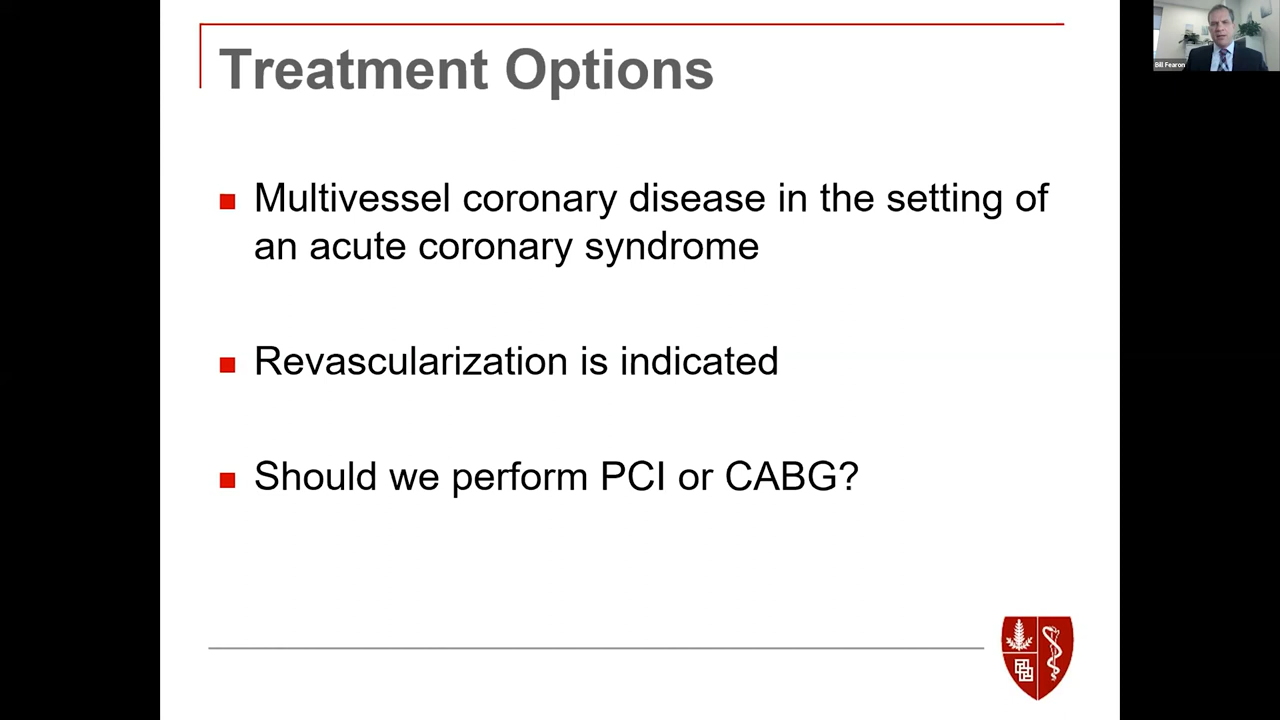 Treatment Options
Multivessel coronary disease in the setting of
an acute coronary syndrome
Revascularization is indicated
Should we perform PCI or CABG?
Bill Fearon